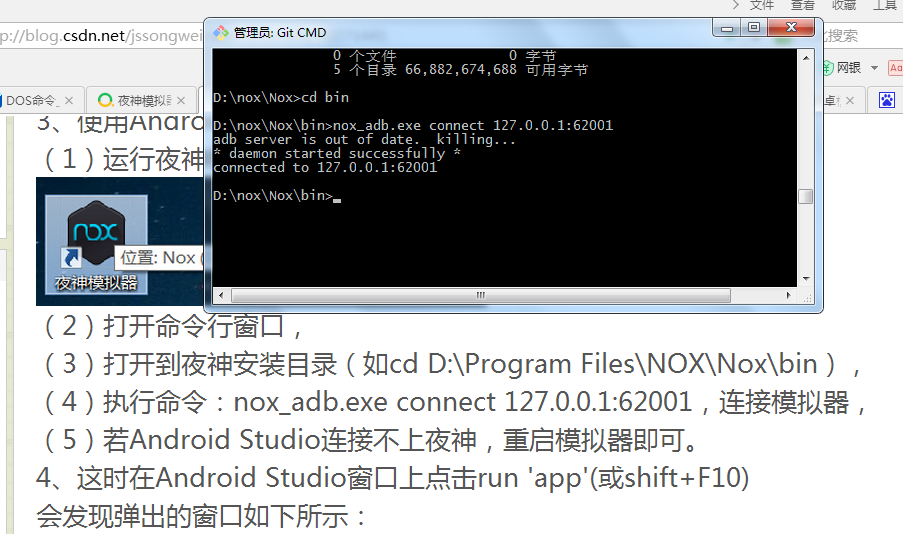 文件 查看 收藏 工具
p://blog.csdn.net/jssongwei
管理员: Git CMD
搜索
网银
DOS命令_
夜神模拟
0 个文件 0 字节
5 个目录 66,882,674,688 可用字节
D:\nox\Nox>cd bin
D:\nox\Nox\bin>nox_adb.exe connect 127.0.0.1:62001
adb server is out of date. killing...
* daemon started successfully *
connected to 127.0.0.1:62001
D:\nox\Nox\bin>
3、使用Andro
（1）运行夜神
nox
位置: Nox (
夜神模拟器
（2）打开命令行窗口，
（3）打开到夜神安装目录（如cd D:\Program Files\NOX\Nox\bin），
（4）执行命令：nox_adb.exe connect 127.0.0.1:62001，连接模拟器，
（5）若Android Studio连接不上夜神，重启模拟器即可。
4、这时在Android Studio窗口上点击run 'app'(或shift+F10)
会发现弹出的窗口如下所示：